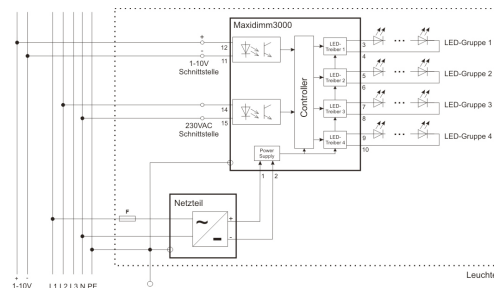 Maxidimm3000
+
-
1-10V
Schnittstelle
12
11
230VAC
Schnittstelle
14
15
Controller
LED-
Treiber 1
LED-
Treiber 2
LED-
Treiber 3
LED-
Treiber 4
3
4
5
6
7
8
9
10
LED-Gruppe 1
LED-Gruppe 2
LED-Gruppe 3
LED-Gruppe 4
Power
Supply
1 2
Netzteil
F
+
-
Leuchte
+ -
1-10V L1 L2 L3 N PE